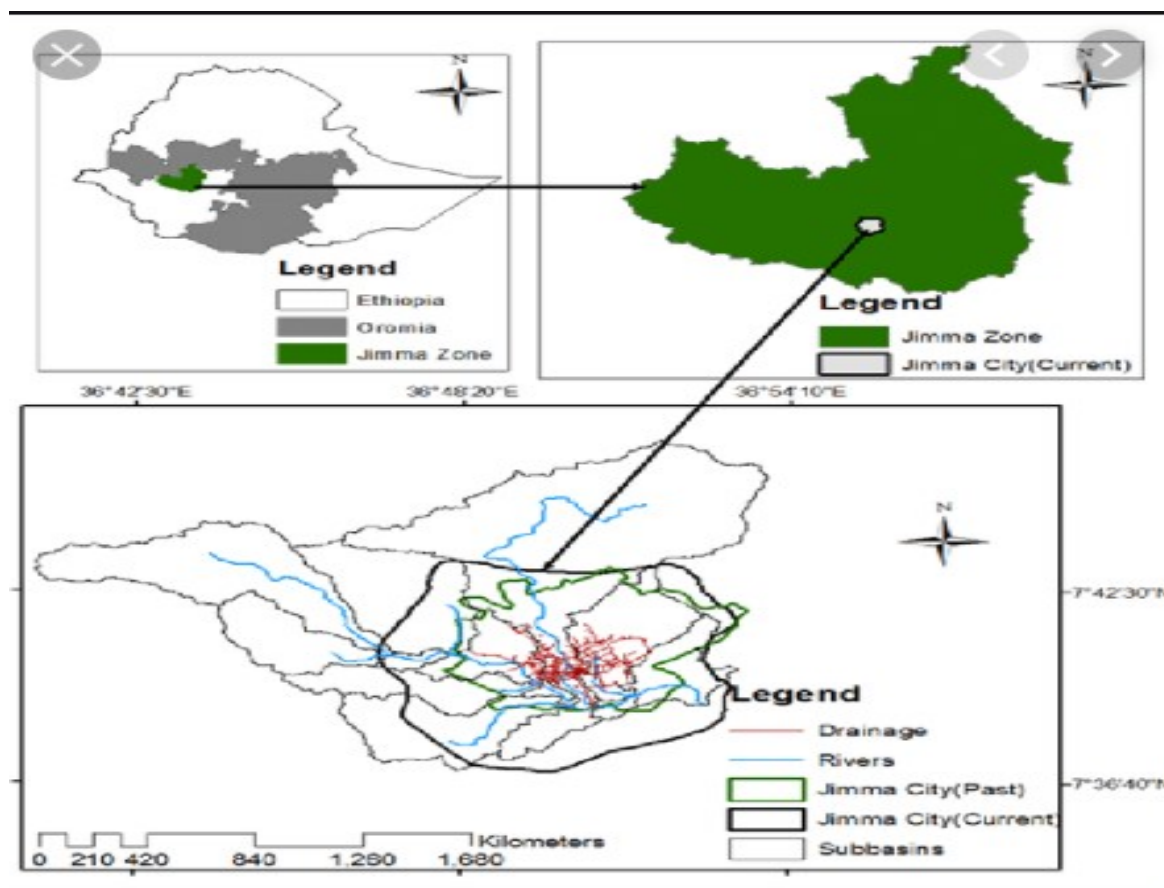 N
Legend
Ethiopia
Oromia
Jimma Zone
N
Legend
Jimma Zone
Jimma City(Current)
36°42'30"E 36°48'20"E 36°54'10"E
N
7°42'30"N
7°36'40"N
Legend
Drainage
Rivers
Jimma City(Past)
Jimma City(Current)
Subbasins
Kilometers
0 210 420 840 1.260 1.680